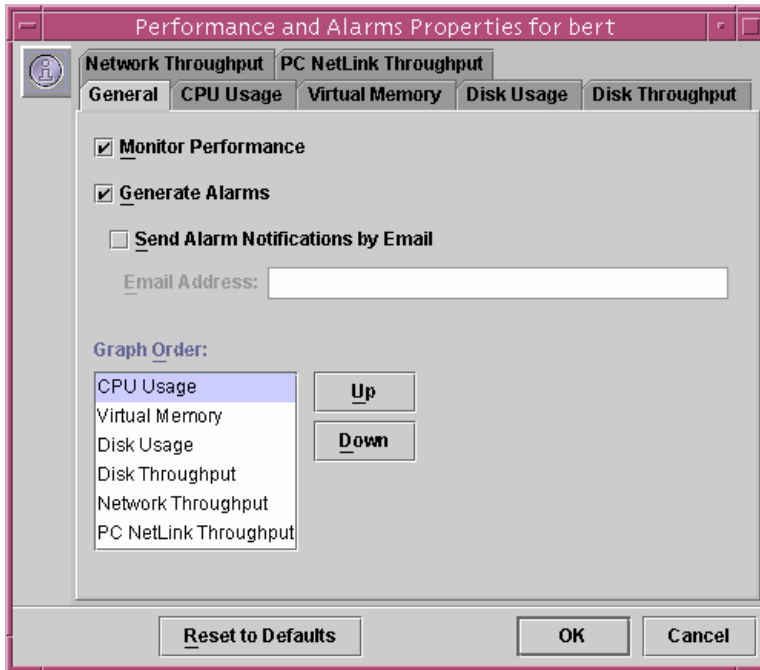 Performance and Alarms Properties for bert
Network Throughput PC NetLink Throughput
General CPU Usage Virtual Memory Disk Usage Disk Throughput
Monitor Performance
Generate Alarms
Send Alarm Notifications by Email
Email Address:
Graph Order:
CPU Usage
Virtual Memory
Disk Usage
Disk Throughput
Network Throughput
PC NetLink Throughput
Up
Down
Reset to Defaults OK Cancel